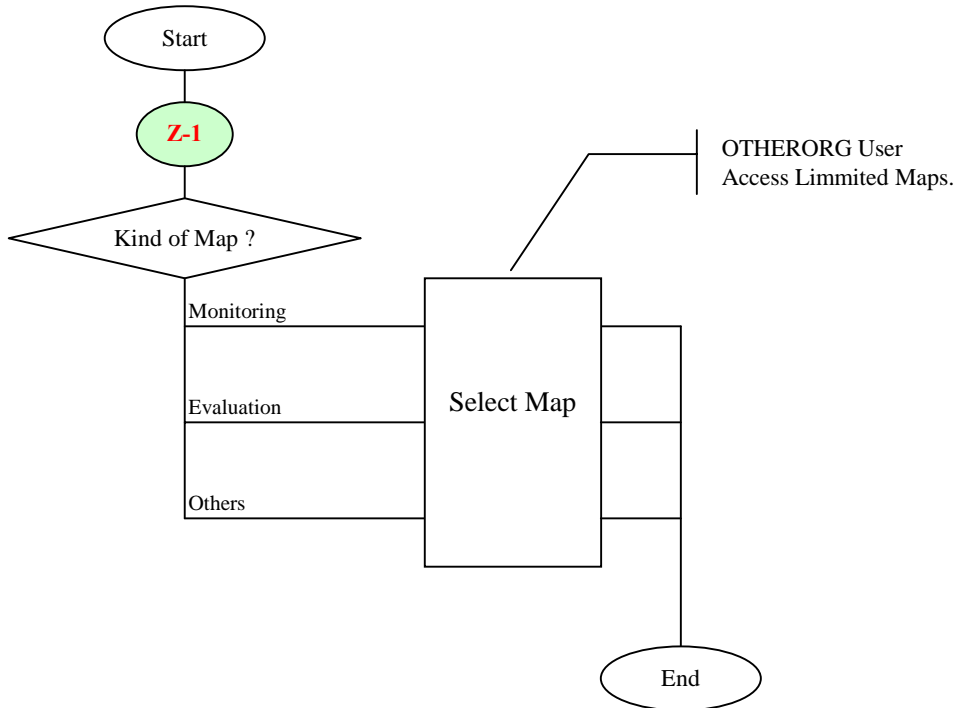 Start
Z-1
Kind of Map ?
OTHERORG User
Access Limmited Maps.
Monitoring
Evaluation
Others
Select Map
End